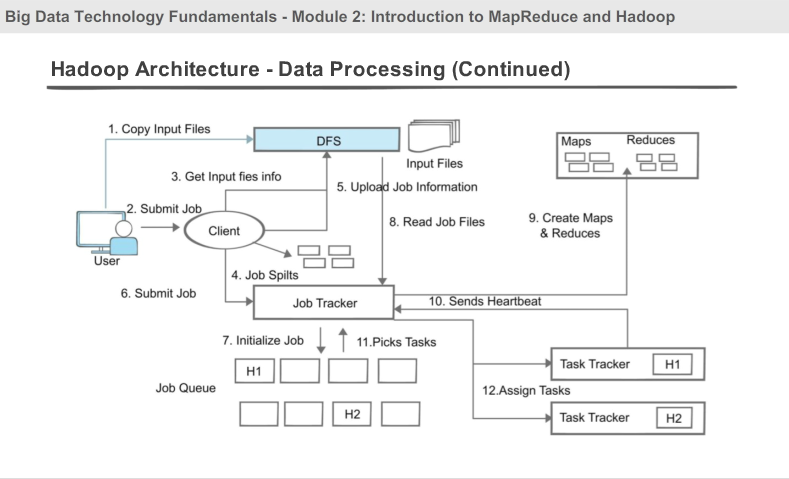 Big Data Technology Fundamentals - Module 2: Introduction to MapReduce and Hadoop
Hadoop Architecture - Data Processing (Continued)
1. Copy Input Files
DFS
Input Files
Maps
Reduces
3. Get Input fies info
5. Upload Job Information
2. Submit Job
Client
8. Read Job Files
9. Create Maps
& Reduces
User
4. Job Spilts
6. Submit Job
Job Tracker
10. Sends Heartbeat
7. Initialize Job
11.Picks Tasks
H1
Job Queue
H2
Task Tracker
H1
12.Assign Tasks
Task Tracker
H2